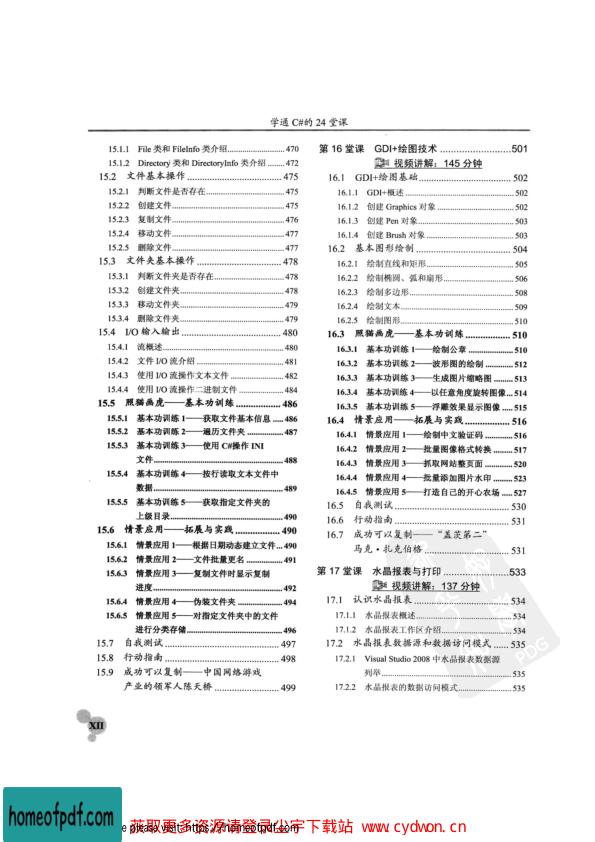 学通 C#的 24 堂课
15.1.1 File 类和 FileInfo 类介绍........................470
15.1.2 Directory 类和 DirectoryInfo 类介绍 ........472
15.2 文件基本操作 ................................475
15.2.1 判断文件是否存在................................475
15.2.2 创建文件................................475
15.2.3 复制文件................................476
15.2.4 移动文件................................477
15.2.5 删除文件................................477
15.3 文件夹基本操作 ................................478
15.3.1 判断文件夹是否存在................................478
15.3.2 创建文件夹................................478
15.3.3 移动文件夹................................479
15.3.4 删除文件夹................................479
15.4 I/O 输入输出 ................................480
15.4.1 流概述................................480
15.4.2 文件 I/O 流介绍 ................................481
15.4.3 使用 I/O 流操作文本文件 ........................482
15.4.4 使用 I/O 流操作二进制文件 ........................484
15.5 照猫画虎——基本功训练 ................486
15.5.1 基本功训练 1——获取文件基本信息 .....486
15.5.2 基本功训练 2——遍历文件夹 ................487
15.5.3 基本功训练 3——使用 C#操作 INI
文件................................488
15.5.4 基本功训练 4——按行读取文本文件中
数据................................489
15.5.5 基本功训练 5——获取指定文件夹的
上级目录................................490
15.6 情景应用——拓展与实践 ................490
15.6.1 情景应用 1——根据日期动态建立文件...490
15.6.2 情景应用 2——文件批量更名 ................491
15.6.3 情景应用 3——复制文件时显示复制
进度................................492
15.6.4 情景应用 4——伪装文件夹 ................494
15.6.5 情景应用 5——对指定文件夹中的文件
进行分类存储................................496
15.7 自我测试 ................................497
15.8 行动指南 ................................498
15.9 成功可以复制——中国网络游戏
产业的领军人陈天桥 ........................499
第 16 堂课 GDI+绘图技术 ........................501
视频讲解：145 分钟
16.1 GDI+绘图基础 ........................502
16.1.1 GDI+概述 ................................502
16.1.2 创建 Graphics 对象 ........................502
16.1.3 创建 Pen 对象................................503
16.1.4 创建 Brush 对象................................503
16.2 基本图形绘制 ........................504
16.2.1 绘制直线和矩形................................505
16.2.2 绘制椭圆、弧和扇形........................506
16.2.3 绘制多边形................................508
16.2.4 绘制文本................................509
16.2.5 绘制图形................................510
16.3 照猫画虎——基本功训练 ................510
16.3.1 基本功训练 1——绘制公章 ................510
16.3.2 基本功训练 2——波形图的绘制 ..........512
16.3.3 基本功训练 3——生成图片缩略图 ........513
16.3.4 基本功训练 4——以任意角度旋转图像...514
16.3.5 基本功训练 5——浮雕效果显示图像 .....515
16.4 情景应用——拓展与实践 ................516
16.4.1 情景应用 1——绘制中文验证码 ..........516
16.4.2 情景应用 2——批量图像格式转换 ........517
16.4.3 情景应用 3——抓取网站整页面 ..........520
16.4.4 情景应用 4——批量添加图片水印 ........523
16.4.5 情景应用 5——打造自己的开心农场 .....527
16.5 自我测试 ................................530
16.6 行动指南 ................................531
16.7 成功可以复制——“盖茨第二”
马克·扎克伯格 ........................531
第 17 堂课 水晶报表与打印 ................533
视频讲解：137 分钟
17.1 认识水晶报表 ........................534
17.1.1 水晶报表概述................................534
17.1.2 水晶报表工作区介绍........................534
17.2 水晶报表数据源和数据访问模式 .....535
17.2.1 Visual Studio 2008 中水晶报表数据源
列举................................535
17.2.2 水晶报表的数据访问模式................535
PDG
XII
homeofpdf.com
please visit: https://homeofpdf.com
获取更多资源请登录尘宇下载站 www.cydwon.cn